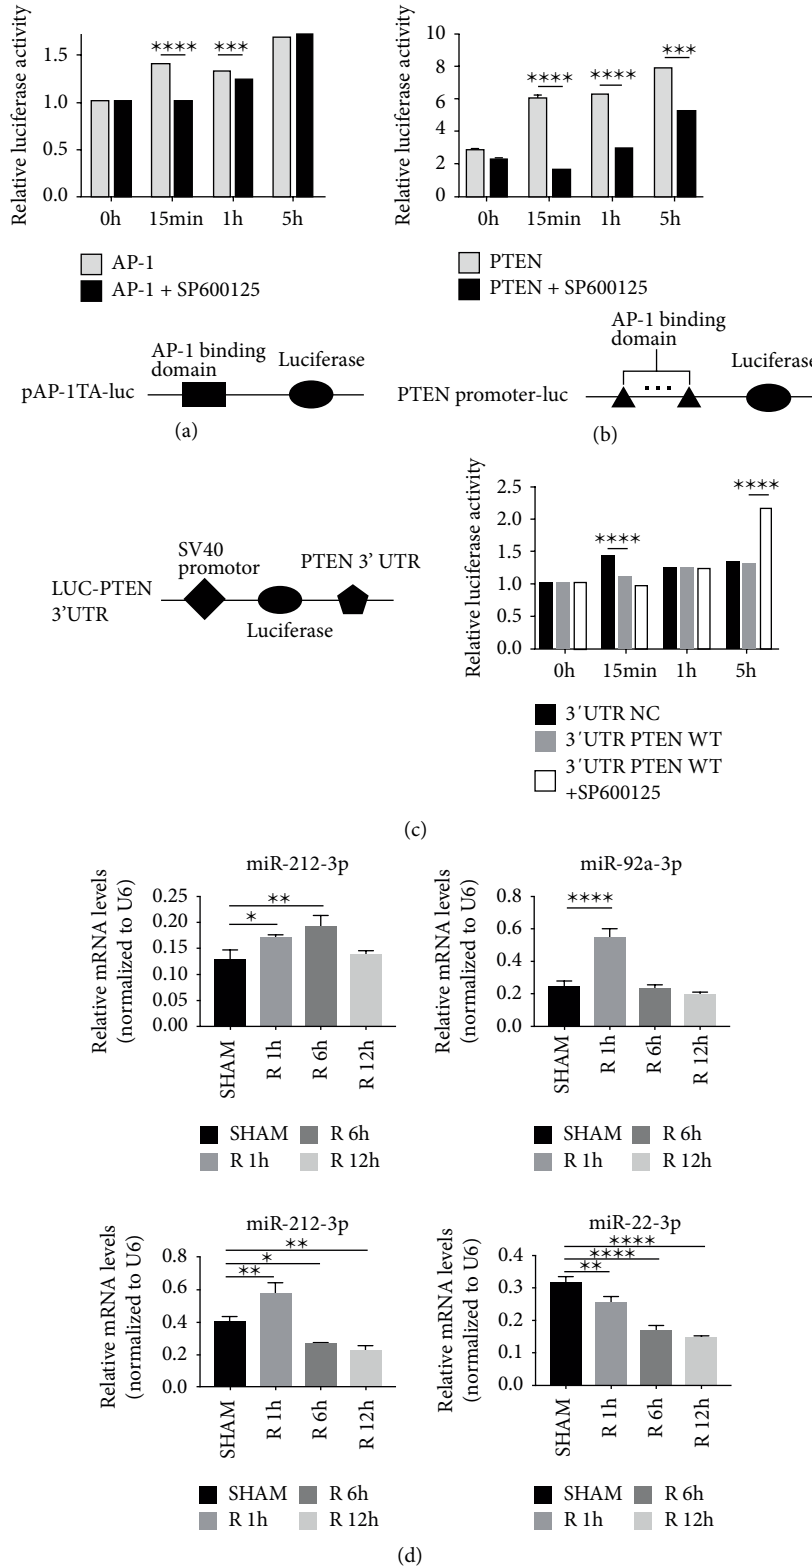 Relative luciferase activity
1.5
1.0
0.5
0.0
**** ***
0h 15min 1h 5h
AP-1
AP-1 + SP600125
Relative luciferase activity
10
8
6
4
2
0
**** **** ***
0h 15min 1h 5h
PTEN
PTEN + SP600125
pAP-1TA-luc
AP-1 binding
domain
Luciferase
(a)
PTEN promoter-luc
AP-1 binding
domain
Luciferase
(b)
LUC-PTEN
3'UTR
SV40
promotor
Luciferase
PTEN 3' UTR
Relative luciferase activity
2.5
2.0
1.5
1.0
0.5
0.0
**** ****
0h 15min 1h 5h
3′UTR NC
3′UTR PTEN WT
3′UTR PTEN WT
+SP600125
(c)
miR-212-3p
Relative mRNA levels
(normalized to U6)
0.25
0.20
0.15
0.10
0.05
0.00
**
*
SHAM R 1h R 6h R 12h
SHAM R 6h
R 1h R 12h
miR-92a-3p
Relative mRNA levels
(normalized to U6)
0.8
0.6
0.4
0.2
0.0
****
SHAM R 1h R 6h R 12h
SHAM R 6h
R 1h R 12h
miR-212-3p
Relative mRNA levels
(normalized to U6)
0.8
0.6
0.4
0.2
0.0
**
*
**
SHAM R 1h R 6h R 12h
SHAM R 6h
R 1h R 12h
miR-22-3p
Relative mRNA levels
(normalized to U6)
0.4
0.3
0.2
0.1
0.0
****
****
**
SHAM R 1h R 6h R 12h
SHAM R 6h
R 1h R 12h
(d)